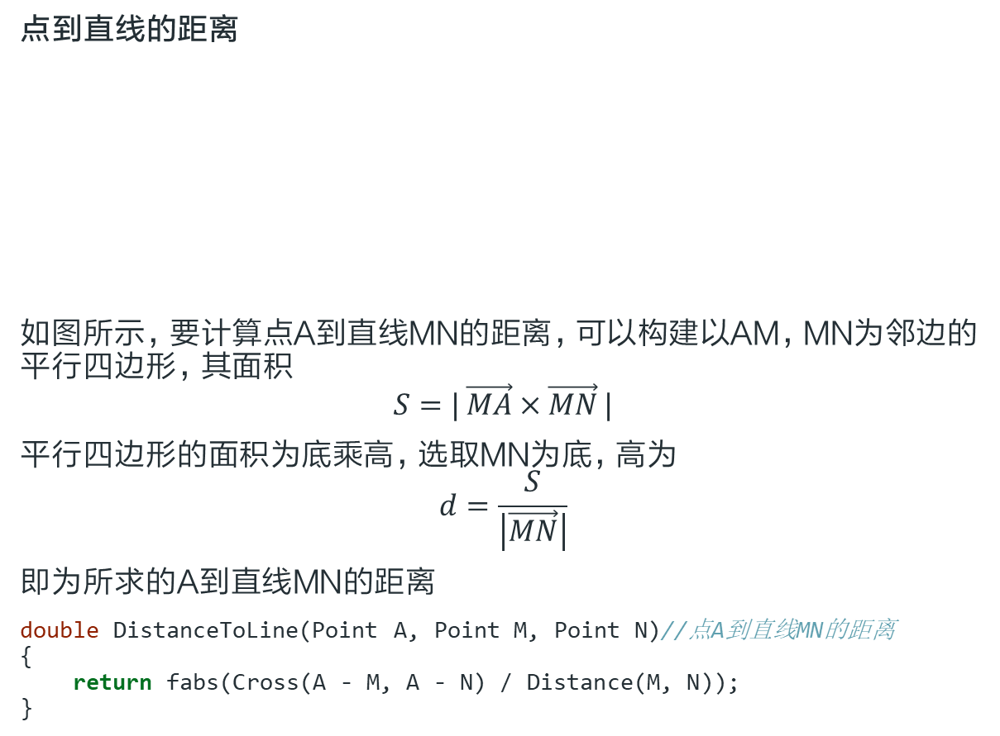 点到直线的距离
如图所示，要计算点A到直线MN的距离，可以构建以AM，MN为邻边的
平行四边形，其面积
S = | \overrightarrow{MA} × \overrightarrow{MN} |
平行四边形的面积为底乘高，选取MN为底，高为
d = \frac{S}{|\overrightarrow{MN}|}
即为所求的A到直线MN的距离
double DistanceToLine(Point A, Point M, Point N)//点A到直线MN的距离
{
    return fabs(Cross(A - M, A - N) / Distance(M, N));
}